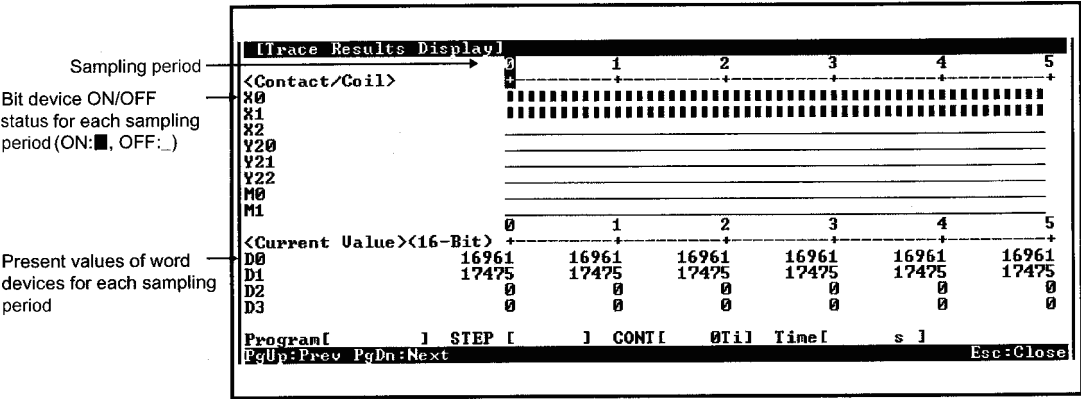 [Trace Results Display]
Sampling period
0 1 2 3 4 5
<Contact/Coil>
Bit device ON/OFF
status for each sampling
period (ON:■, OFF:_)
X0
X1
X2
Y20
Y21
Y22
M0
M1
0 1 2 3 4 5
<Current Value>(16-Bit)
Present values of word
devices for each sampling
period
D0 16961 16961 16961 16961 16961 16961
D1 17475 17475 17475 17475 17475 17475
D2 0 0 0 0 0 0
D3 0 0 0 0 0 0
Program[ ] STEP [ ] CONT[ 0Ti] Time[ s ]
PgUp:Prev PgDn:Next Esc:Close